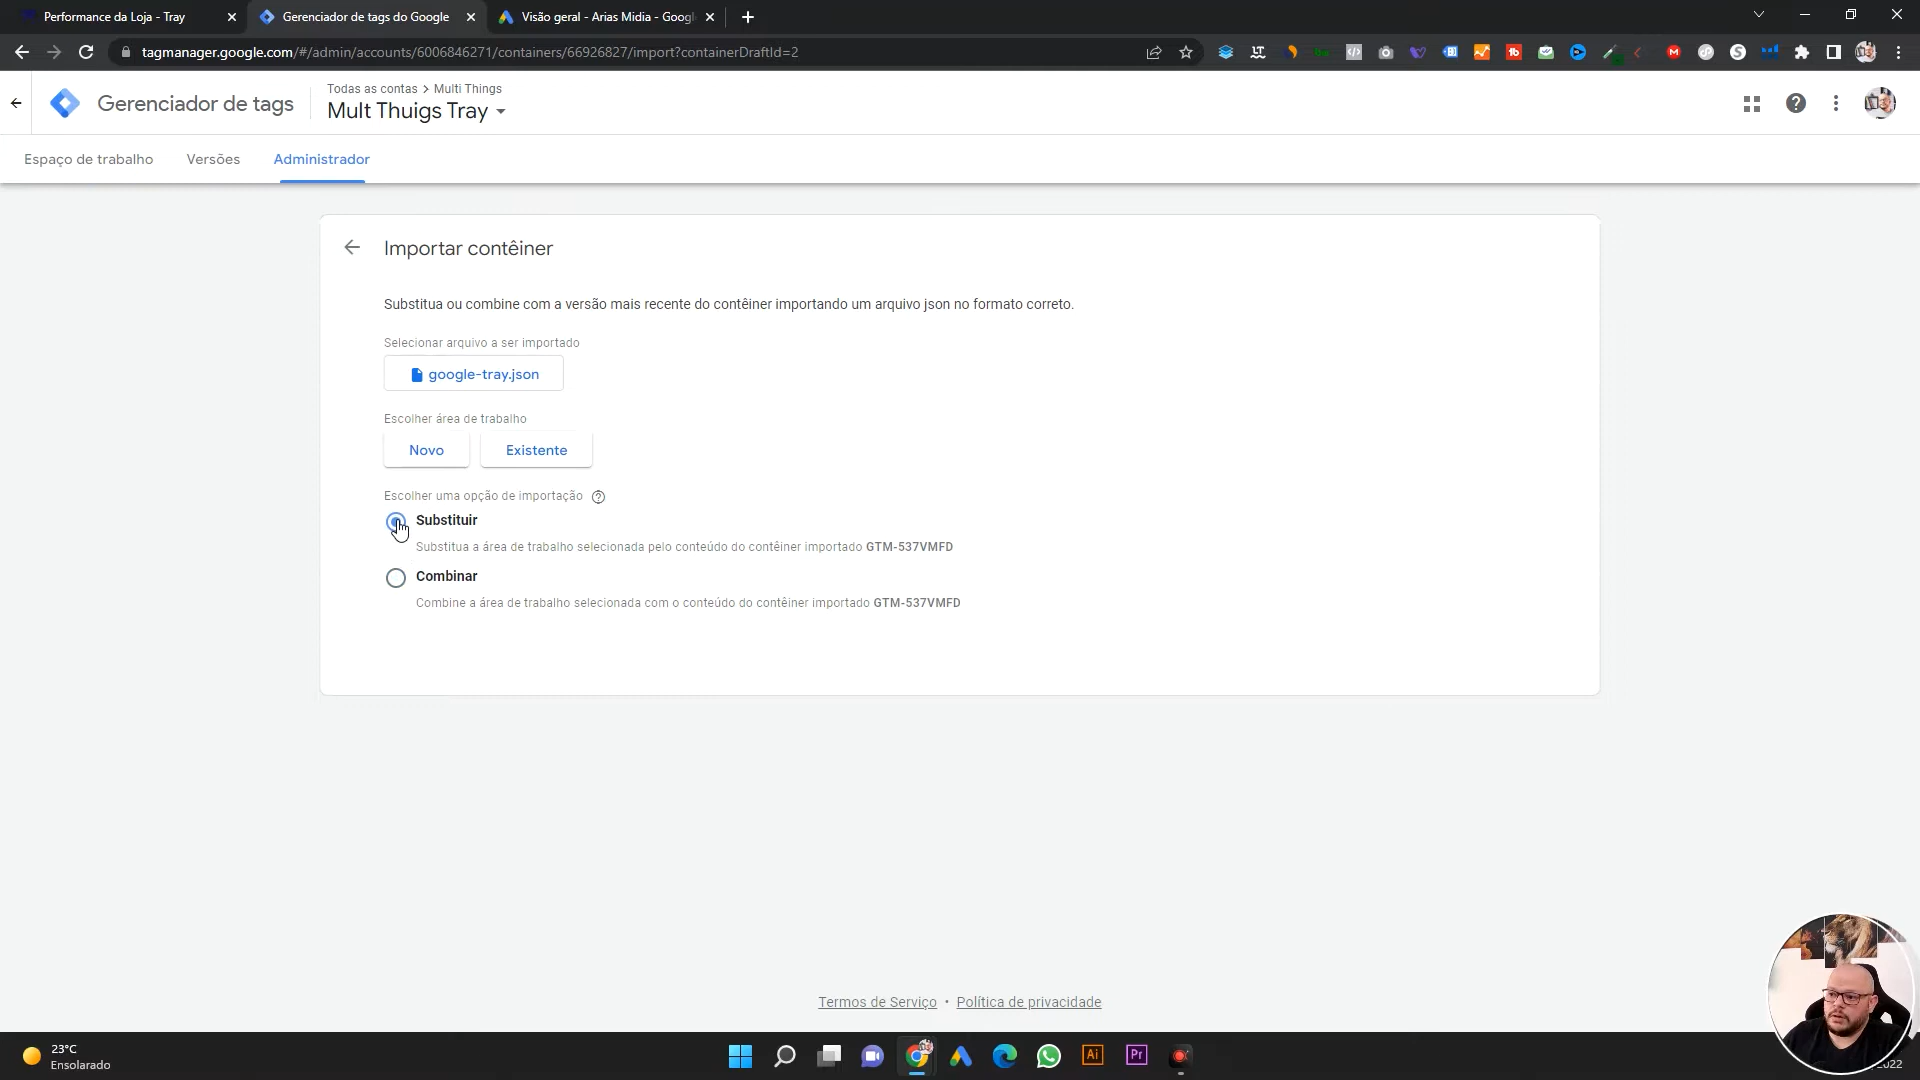 Performance da Loja - Tray
Gerenciador de tags do Google
Visão geral - Arias Midia - Googl
tagmanager.google.com/#/admin/accounts/6006846271/containers/66926827/import?containerDraftId=2
Gerenciador de tags
Todas as contas > Multi Things
Mult Thuigs Tray
Espaço de trabalho
Versões
Administrador
Importar contêiner
Substitua ou combine com a versão mais recente do contêiner importando um arquivo json no formato correto.
Selecionar arquivo a ser importado
google-tray.json
Escolher área de trabalho
Novo
Existente
Escolher uma opção de importação
Substituir
Substitua a área de trabalho selecionada pelo conteúdo do contêiner importado GTM-537VMFD
Combinar
Combine a área de trabalho selecionada com o conteúdo do contêiner importado GTM-537VMFD
Termos de Serviço • Política de privacidade
23°C
Ensolarado
Ai
Pr
2022